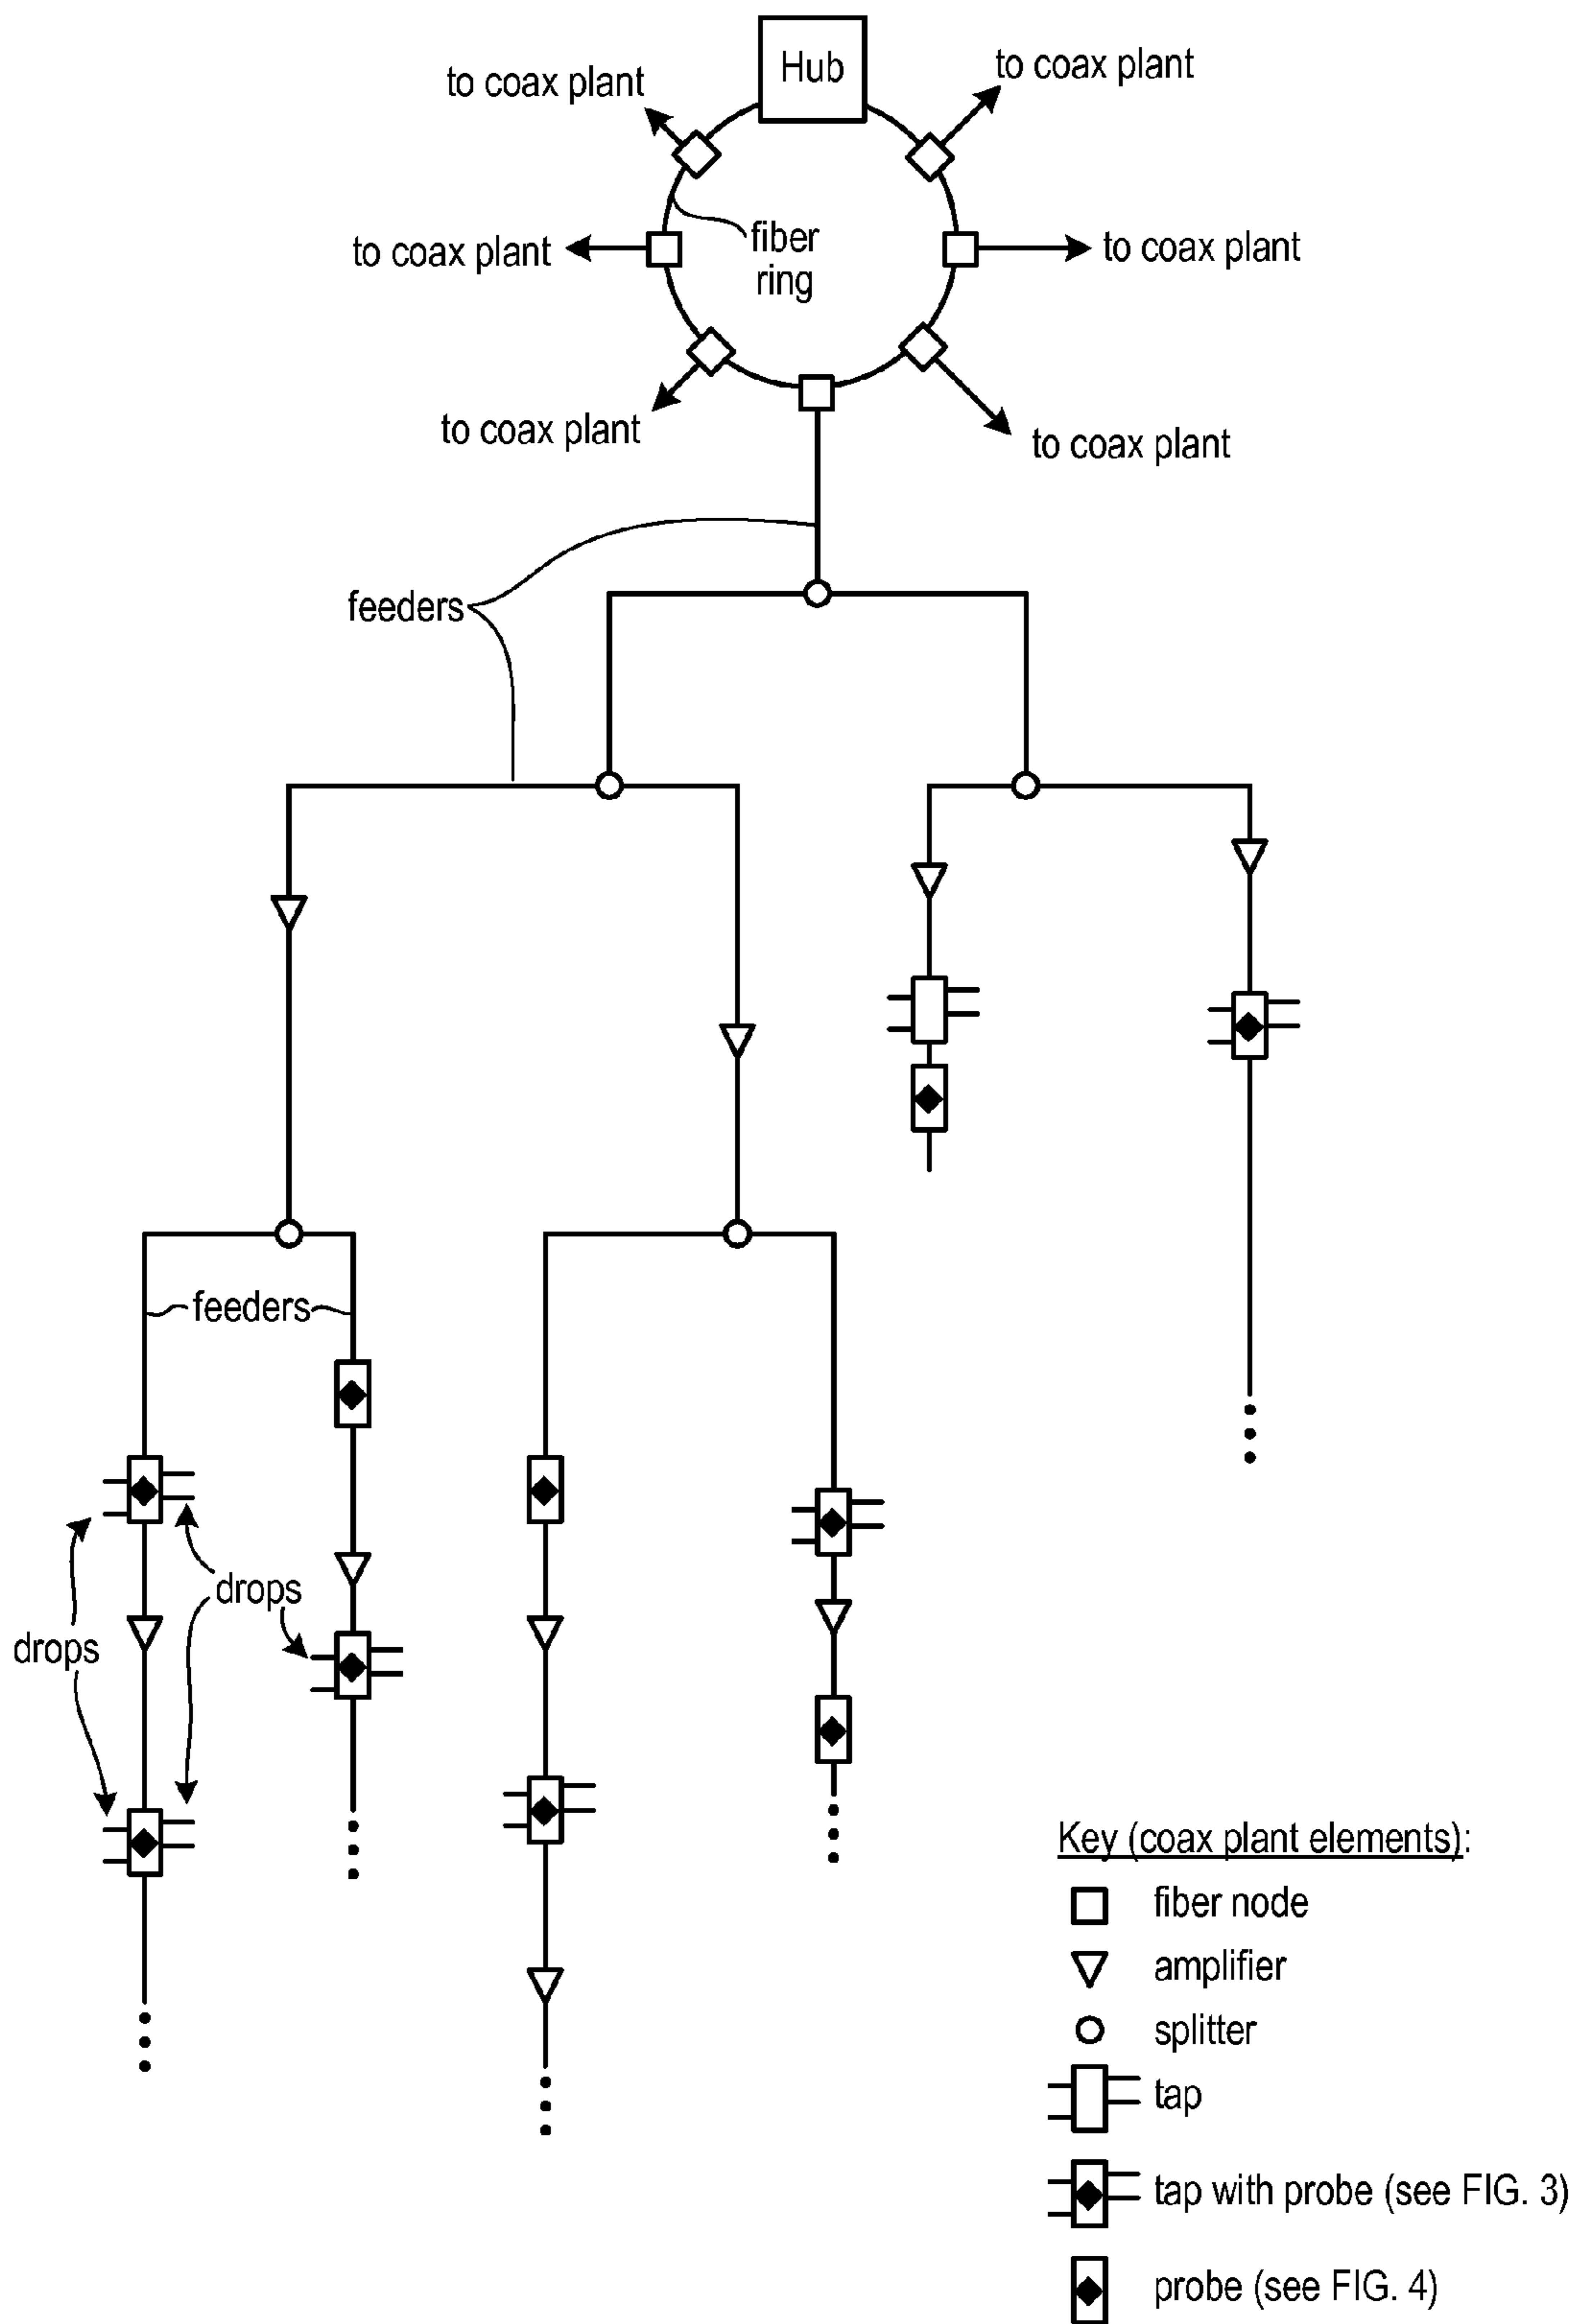 Hub
to coax plant
to coax plant
to coax plant
fiber
ring
to coax plant
to coax plant
to coax plant
feeders
feeders
drops
drops
Key (coax plant elements):
fiber node
amplifier
splitter
tap
tap with probe (see FIG. 3)
probe (see FIG. 4)